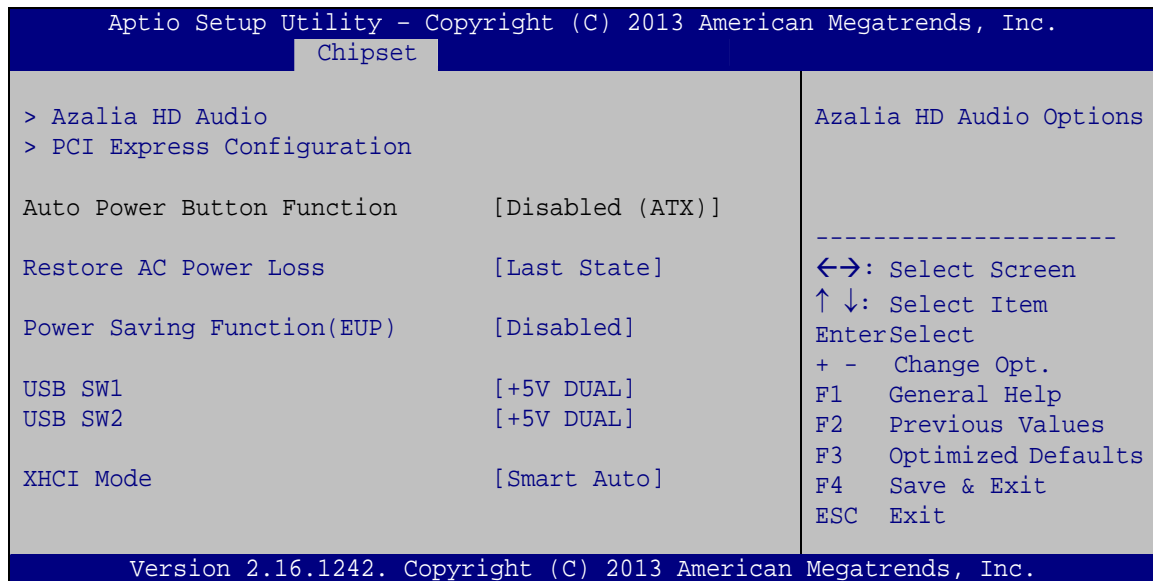 Aptio Setup Utility – Copyright (C) 2013 American Megatrends, Inc.
Chipset
> Azalia HD Audio
> PCI Express Configuration
Auto Power Button Function [Disabled (ATX)]
Restore AC Power Loss [Last State]
Power Saving Function(EUP) [Disabled]
USB SW1 [+5V DUAL]
USB SW2 [+5V DUAL]
XHCI Mode [Smart Auto]
Azalia HD Audio Options
---------------------
←→: Select Screen
↑ ↓: Select Item
EnterSelect
+ - Change Opt.
F1 General Help
F2 Previous Values
F3 Optimized Defaults
F4 Save & Exit
ESC Exit
Version 2.16.1242. Copyright (C) 2013 American Megatrends, Inc.